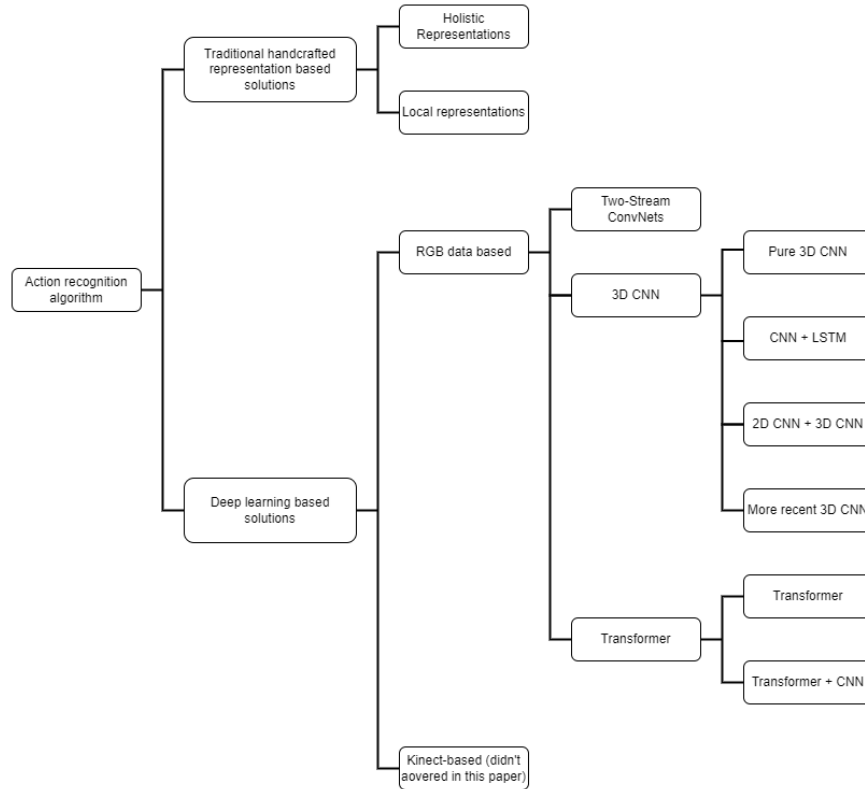 Holistic
Representations
Traditional handcrafted
representation based
solutions
Local representations
Two-Stream
ConvNets
RGB data based
Pure 3D CNN
Action recognition
algorithm
3D CNN
CNN + LSTM
2D CNN + 3D CNN
Deep learning based
solutions
More recent 3D CNN
Transformer
Transformer
Transformer + CNN
Kinect-based (didn't
aovered in this paper)